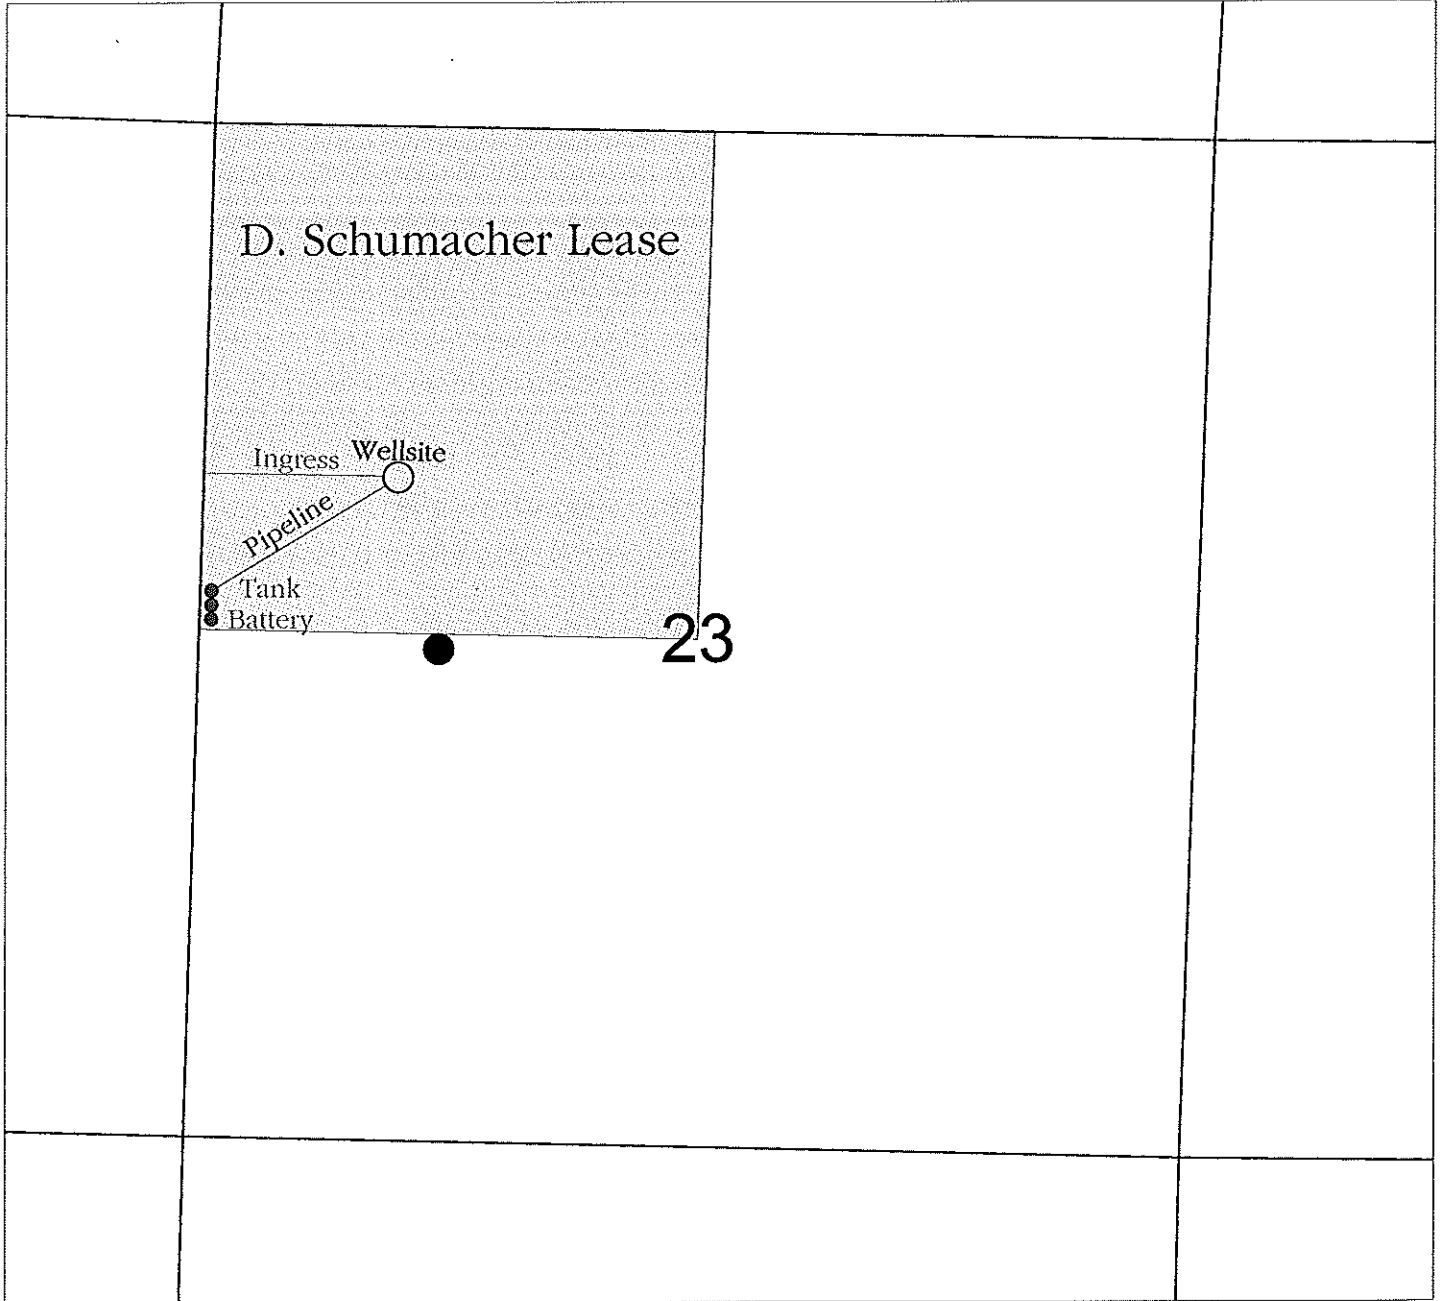 D. Schumacher Lease
Wellsite
Ingress
Pipeline
Tank
Battery
23